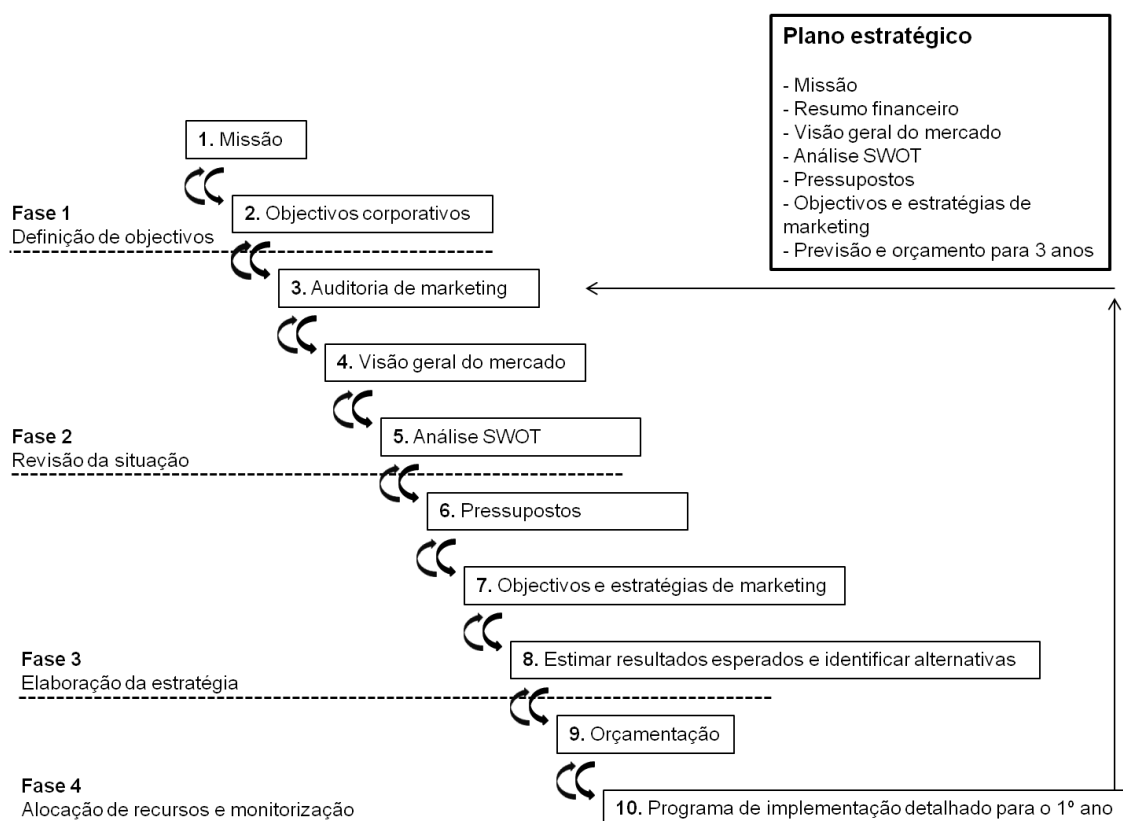 Plano estratégico
- Missão
- Resumo financeiro
- Visão geral do mercado
- Análise SWOT
- Pressupostos
- Objectivos e estratégias de
marketing
- Previsão e orçamento para 3 anos
1. Missão
Fase 1
Definição de objectivos
2. Objectivos corporativos
3. Auditoria de marketing
4. Visão geral do mercado
Fase 2
Revisão da situação
5. Análise SWOT
6. Pressupostos
7. Objectivos e estratégias de marketing
Fase 3
Elaboração da estratégia
8. Estimar resultados esperados e identificar alternativas
9. Orçamentação
Fase 4
Alocação de recursos e monitorização
10. Programa de implementação detalhado para o 1º ano